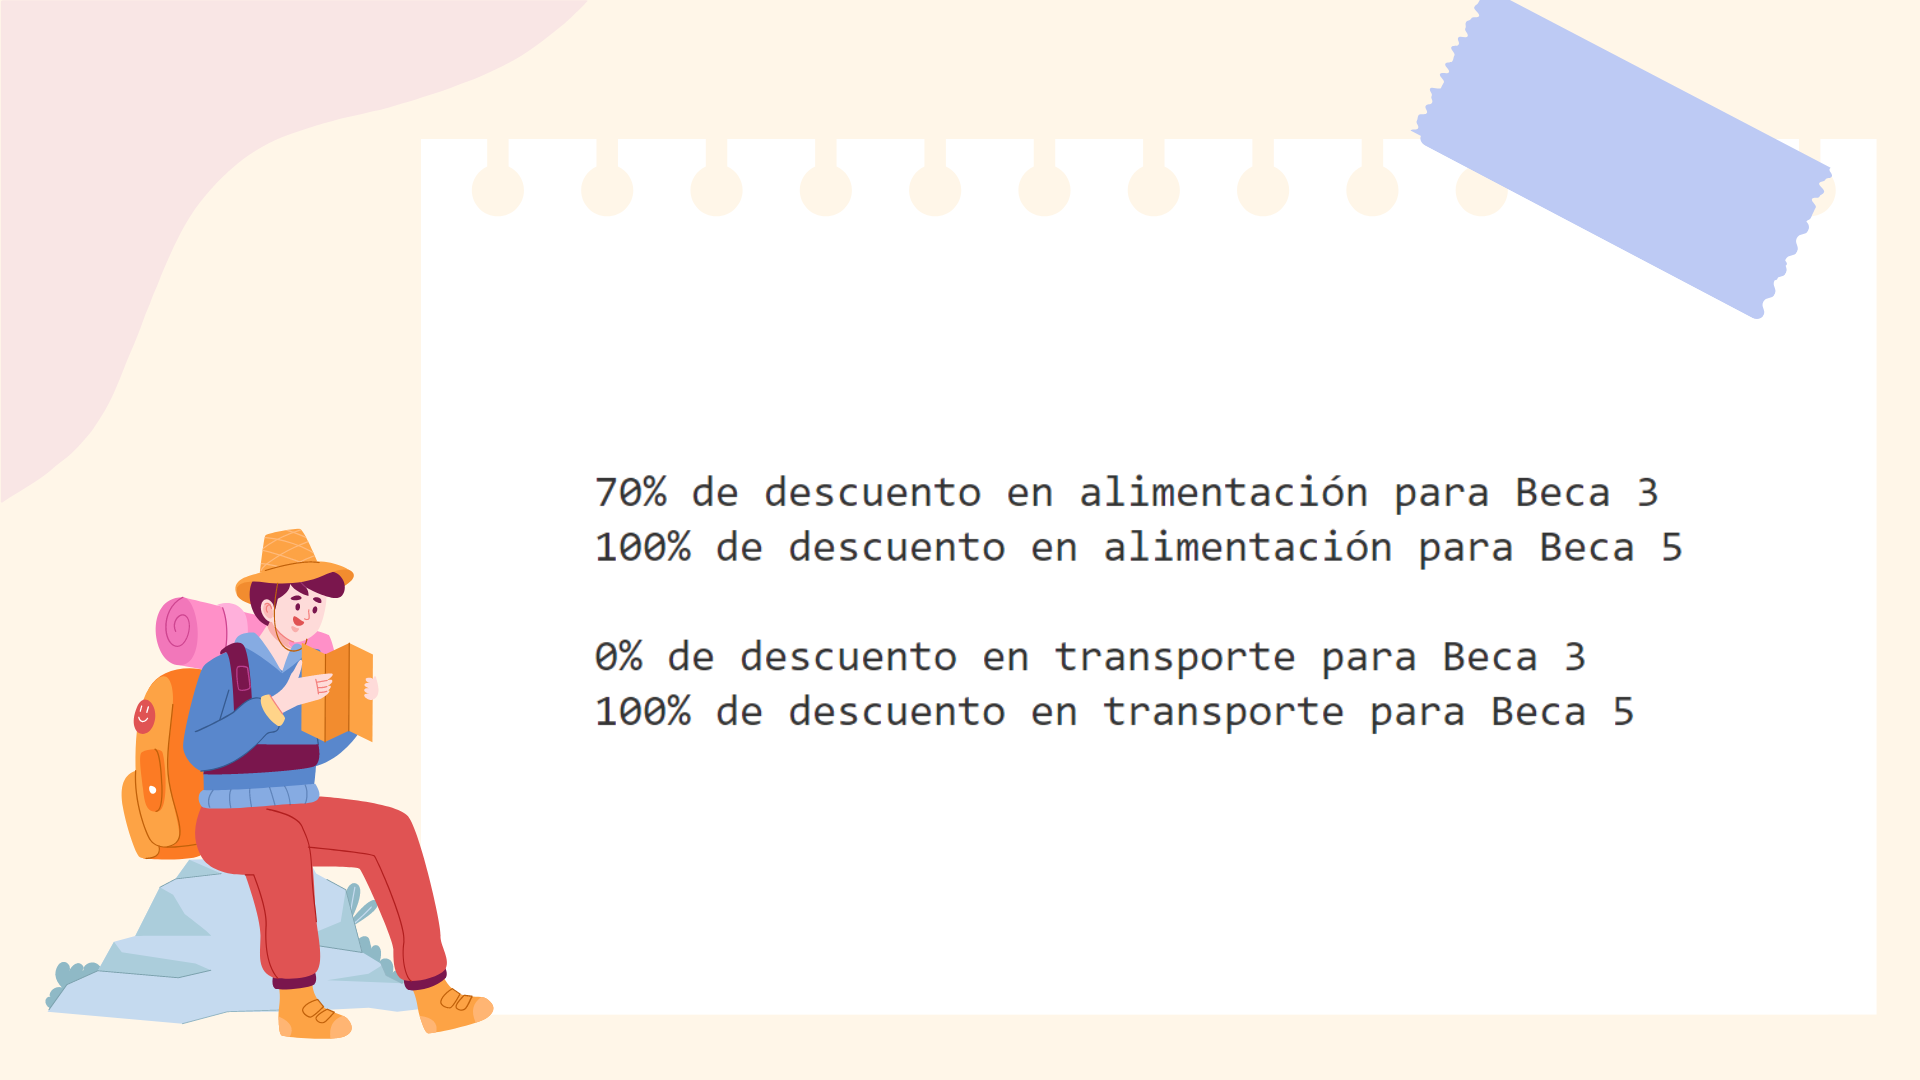 70% de descuento en alimentación para Beca 3
100% de descuento en alimentación para Beca 5
0% de descuento en transporte para Beca 3
100% de descuento en transporte para Beca 5